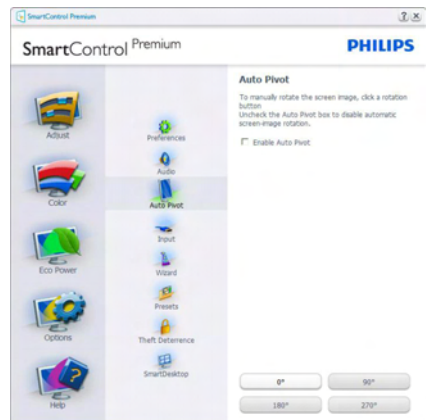 SmartControl Premium
SmartControl Premium
PHILIPS
Adjust
Color
Eco Power
Options
Help
Preferences
Audio
Auto Pivot
Input
Wizard
Presets
Theft Deterrence
SmartDesktop
Auto Pivot
To manually rotate the screen image, click a rotation
button
Uncheck the Auto Pivot box to disable automatic
screen-image rotation.
Enable Auto Pivot
0°
90°
180°
270°